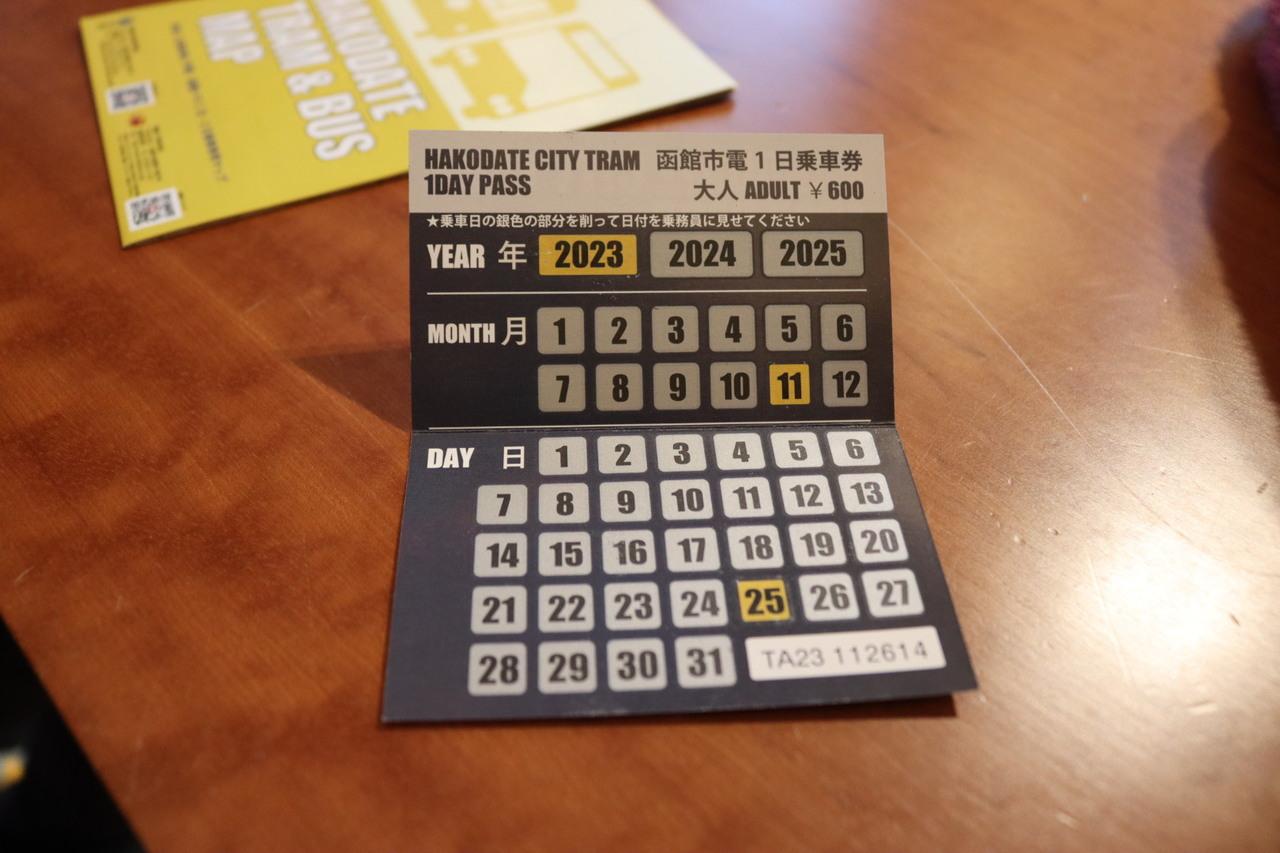 HAKODATE
TRAM & BUS
MAP
HAKODATE CITY TRAM 函館市電1日乗車券
1DAY PASS 大人 ADULT ¥600
★乗車日の銀色の部分を削って日付を乗務員に見せてください
YEAR 年 2023 2024 2025
MONTH 月 1 2 3 4 5 6
7 8 9 10 11 12
DAY 日 1 2 3 4 5 6
7 8 9 10 11 12 13
14 15 16 17 18 19 20
21 22 23 24 25 26 27
28 29 30 31 TA23 112614